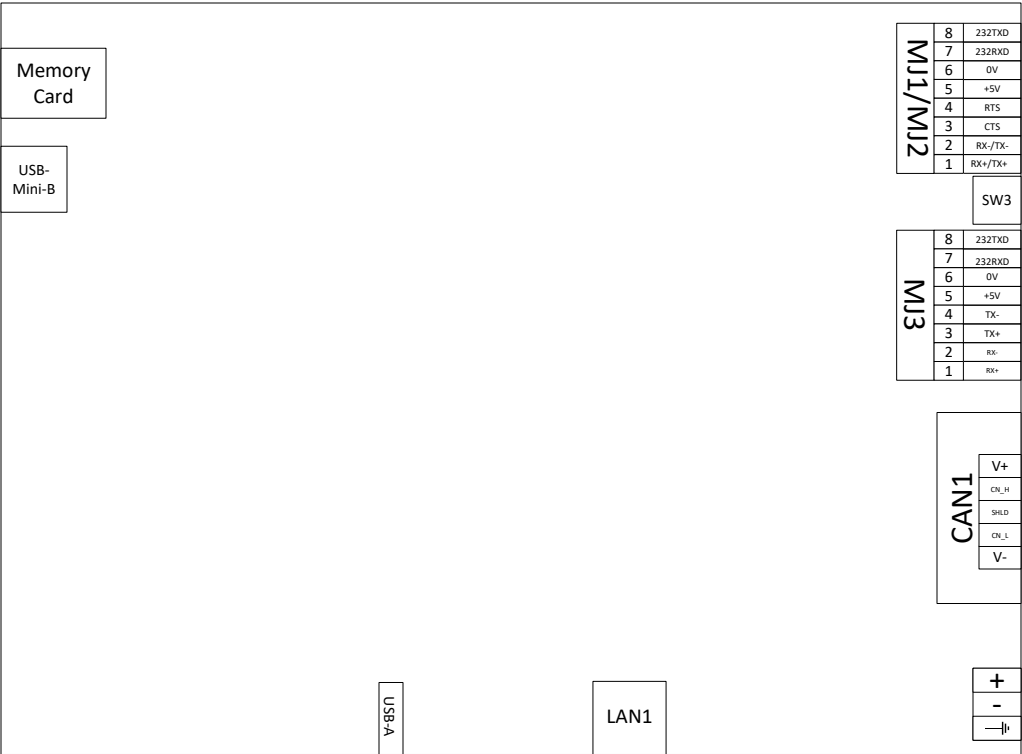 Memory
Card
USB-
Mini-B
MJ1/MJ2
8 232TXD
7 232RXD
6 0V
5 +5V
4 RTS
3 CTS
2 RX-/TX-
1 RX+/TX+
SW3
MJ3
8 232TXD
7 232RXD
6 0V
5 +5V
4 TX-
3 TX+
2 RX-
1 RX+
CAN1
V+
CN_H
SHLD
CN_L
V-
USB-A
LAN1
+
-